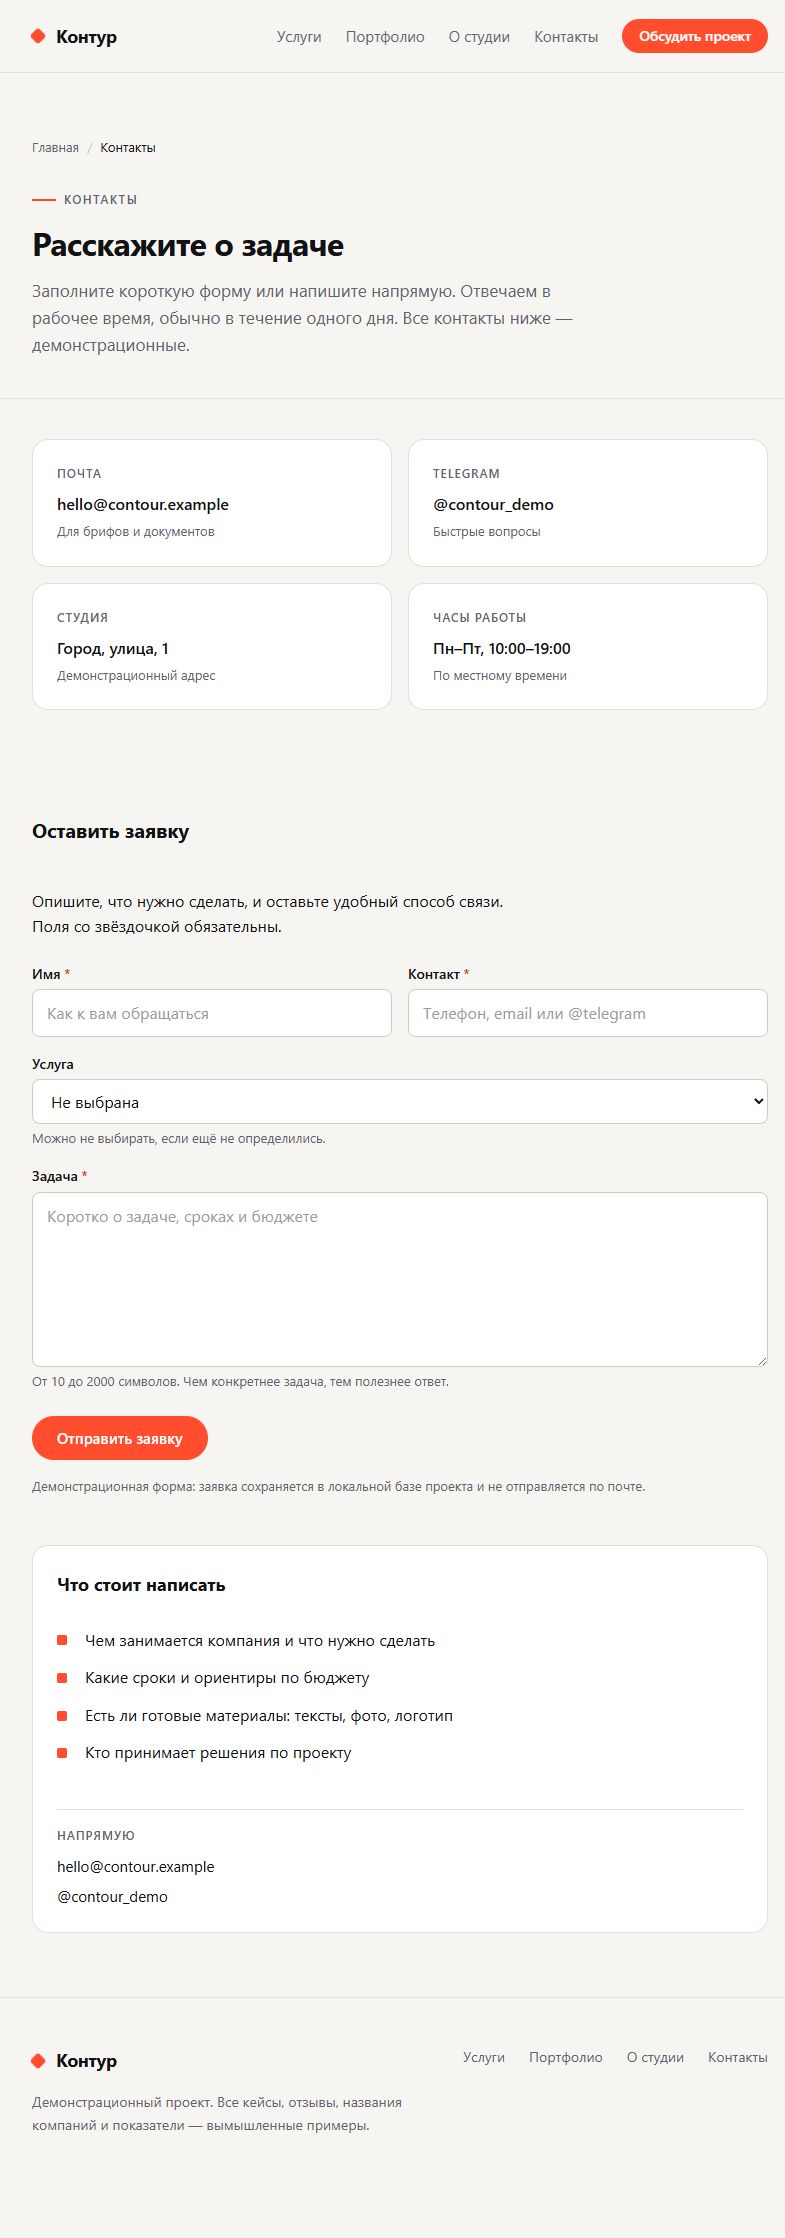 Контур
Услуги Портфолио О студии Контакты Обсудить проект
Главная / Контакты
КОНТАКТЫ
Расскажите о задаче
Заполните короткую форму или напишите напрямую. Отвечаем в
рабочее время, обычно в течение одного дня. Все контакты ниже —
демонстрационные.
ПОЧТА
hello@contour.example
Для брифов и документов
TELEGRAM
@contour_demo
Быстрые вопросы
СТУДИЯ
Город, улица, 1
Демонстрационный адрес
ЧАСЫ РАБОТЫ
Пн–Пт, 10:00–19:00
По местному времени
Оставить заявку
Опишите, что нужно сделать, и оставьте удобный способ связи.
Поля со звёздочкой обязательны.
Имя *
Как к вам обращаться
Контакт *
Телефон, email или @telegram
Услуга
Не выбрана
Можно не выбирать, если ещё не определились.
Задача *
Коротко о задаче, сроках и бюджете
От 10 до 2000 символов. Чем конкретнее задача, тем полезнее ответ.
Отправить заявку
Демонстрационная форма: заявка сохраняется в локальной базе проекта и не отправляется по почте.
Что стоит написать
Чем занимается компания и что нужно сделать
Какие сроки и ориентиры по бюджету
Есть ли готовые материалы: тексты, фото, логотип
Кто принимает решения по проекту
НАПРЯМУЮ
hello@contour.example
@contour_demo
Контур
Услуги Портфолио О студии Контакты
Демонстрационный проект. Все кейсы, отзывы, названия
компаний и показатели — вымышленные примеры.